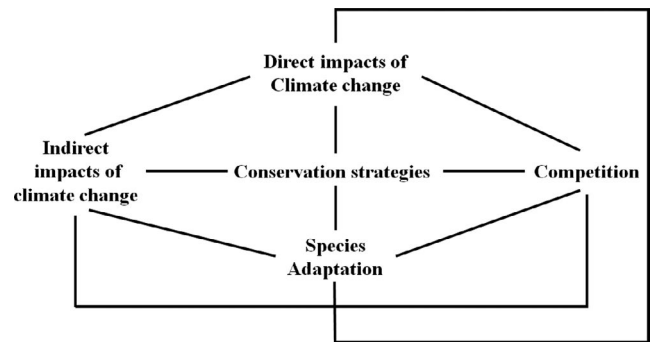 Direct impacts of
Climate change
Indirect
impacts of
climate change
Conservation strategies
Competition
Species
Adaptation